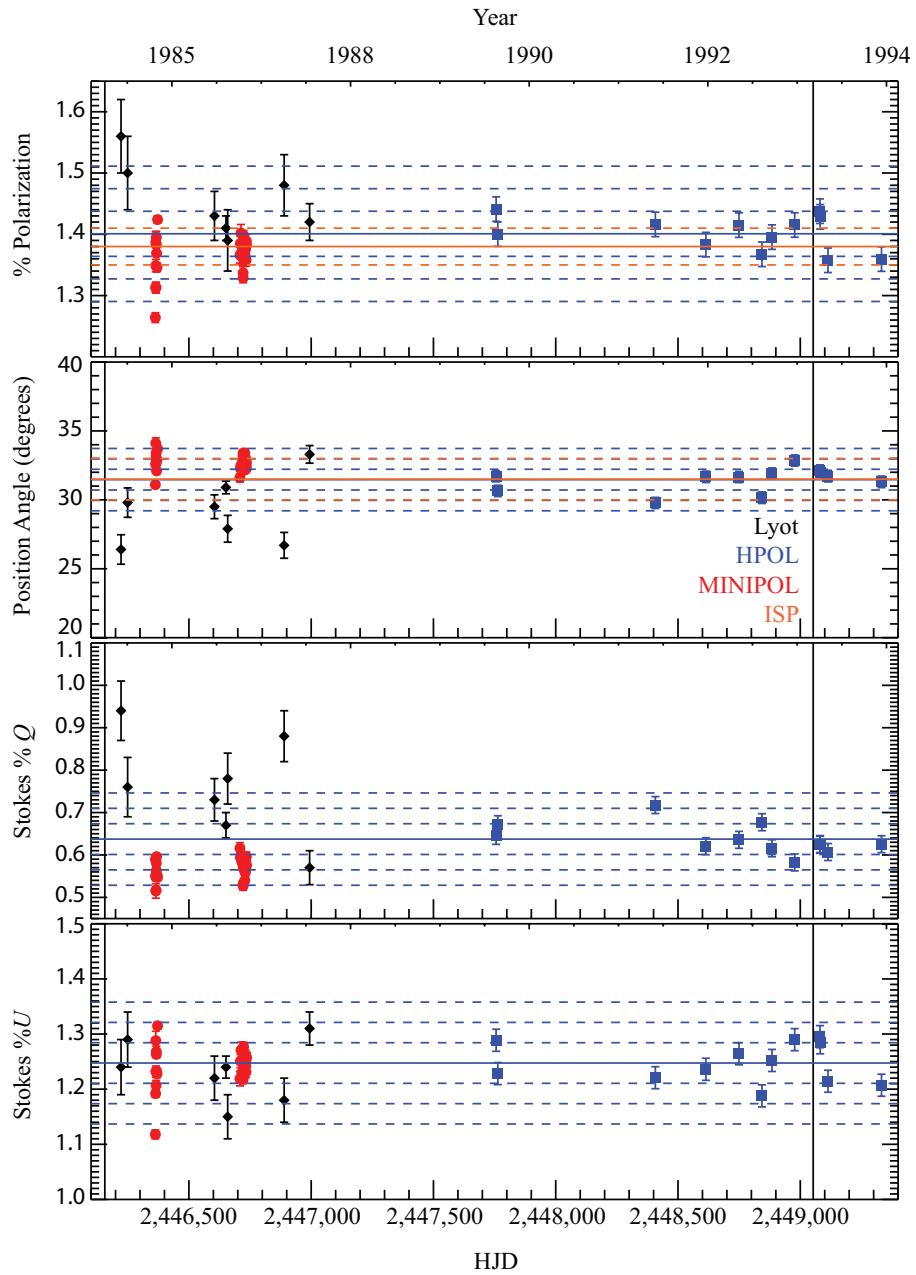 Year
1985 1988 1990 1992 1994
% Polarization
1.6
1.5
1.4
1.3
Position Angle (degrees)
40
35
30
25
20
Lyot
HPOL
MINIPOL
ISP
Stokes % Q
1.1
1.0
0.9
0.8
0.7
0.6
0.5
Stokes %U
1.5
1.4
1.3
1.2
1.1
1.0
2,446,500 2,447,000 2,447,500 2,448,000 2,448,500 2,449,000
HJD